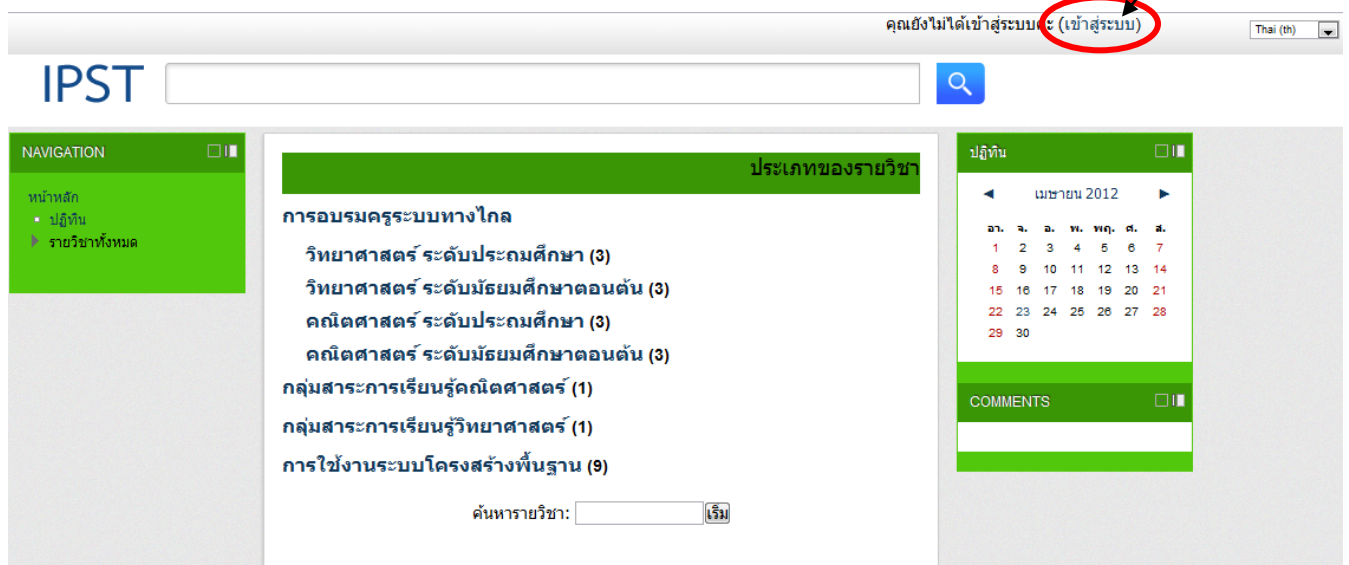 คุณยังไม่ได้เข้าสู่ระบบค่ะ (เข้าสู่ระบบ)
Thai (th)
IPST
NAVIGATION
หน้าหลัก
ปฏิทิน
รายวิชาทั้งหมด
ประเภทของรายวิชา
การอบรมครูระบบทางไกล
วิทยาศาสตร์ ระดับประถมศึกษา (3)
วิทยาศาสตร์ ระดับมัธยมศึกษาตอนต้น (3)
คณิตศาสตร์ ระดับประถมศึกษา (3)
คณิตศาสตร์ ระดับมัธยมศึกษาตอนต้น (3)
กลุ่มสาระการเรียนรู้คณิตศาสตร์ (1)
กลุ่มสาระการเรียนรู้วิทยาศาสตร์ (1)
การใช้งานระบบโครงสร้างพื้นฐาน (9)
ค้นหารายวิชา:
เริ่ม
ปฏิทิน
◄ เมษายน 2012 ►
อา. จ. อ. พ. พฤ. ศ. ส.
1 2 3 4 5 6 7
8 9 10 11 12 13 14
15 16 17 18 19 20 21
22 23 24 25 26 27 28
29 30
COMMENTS